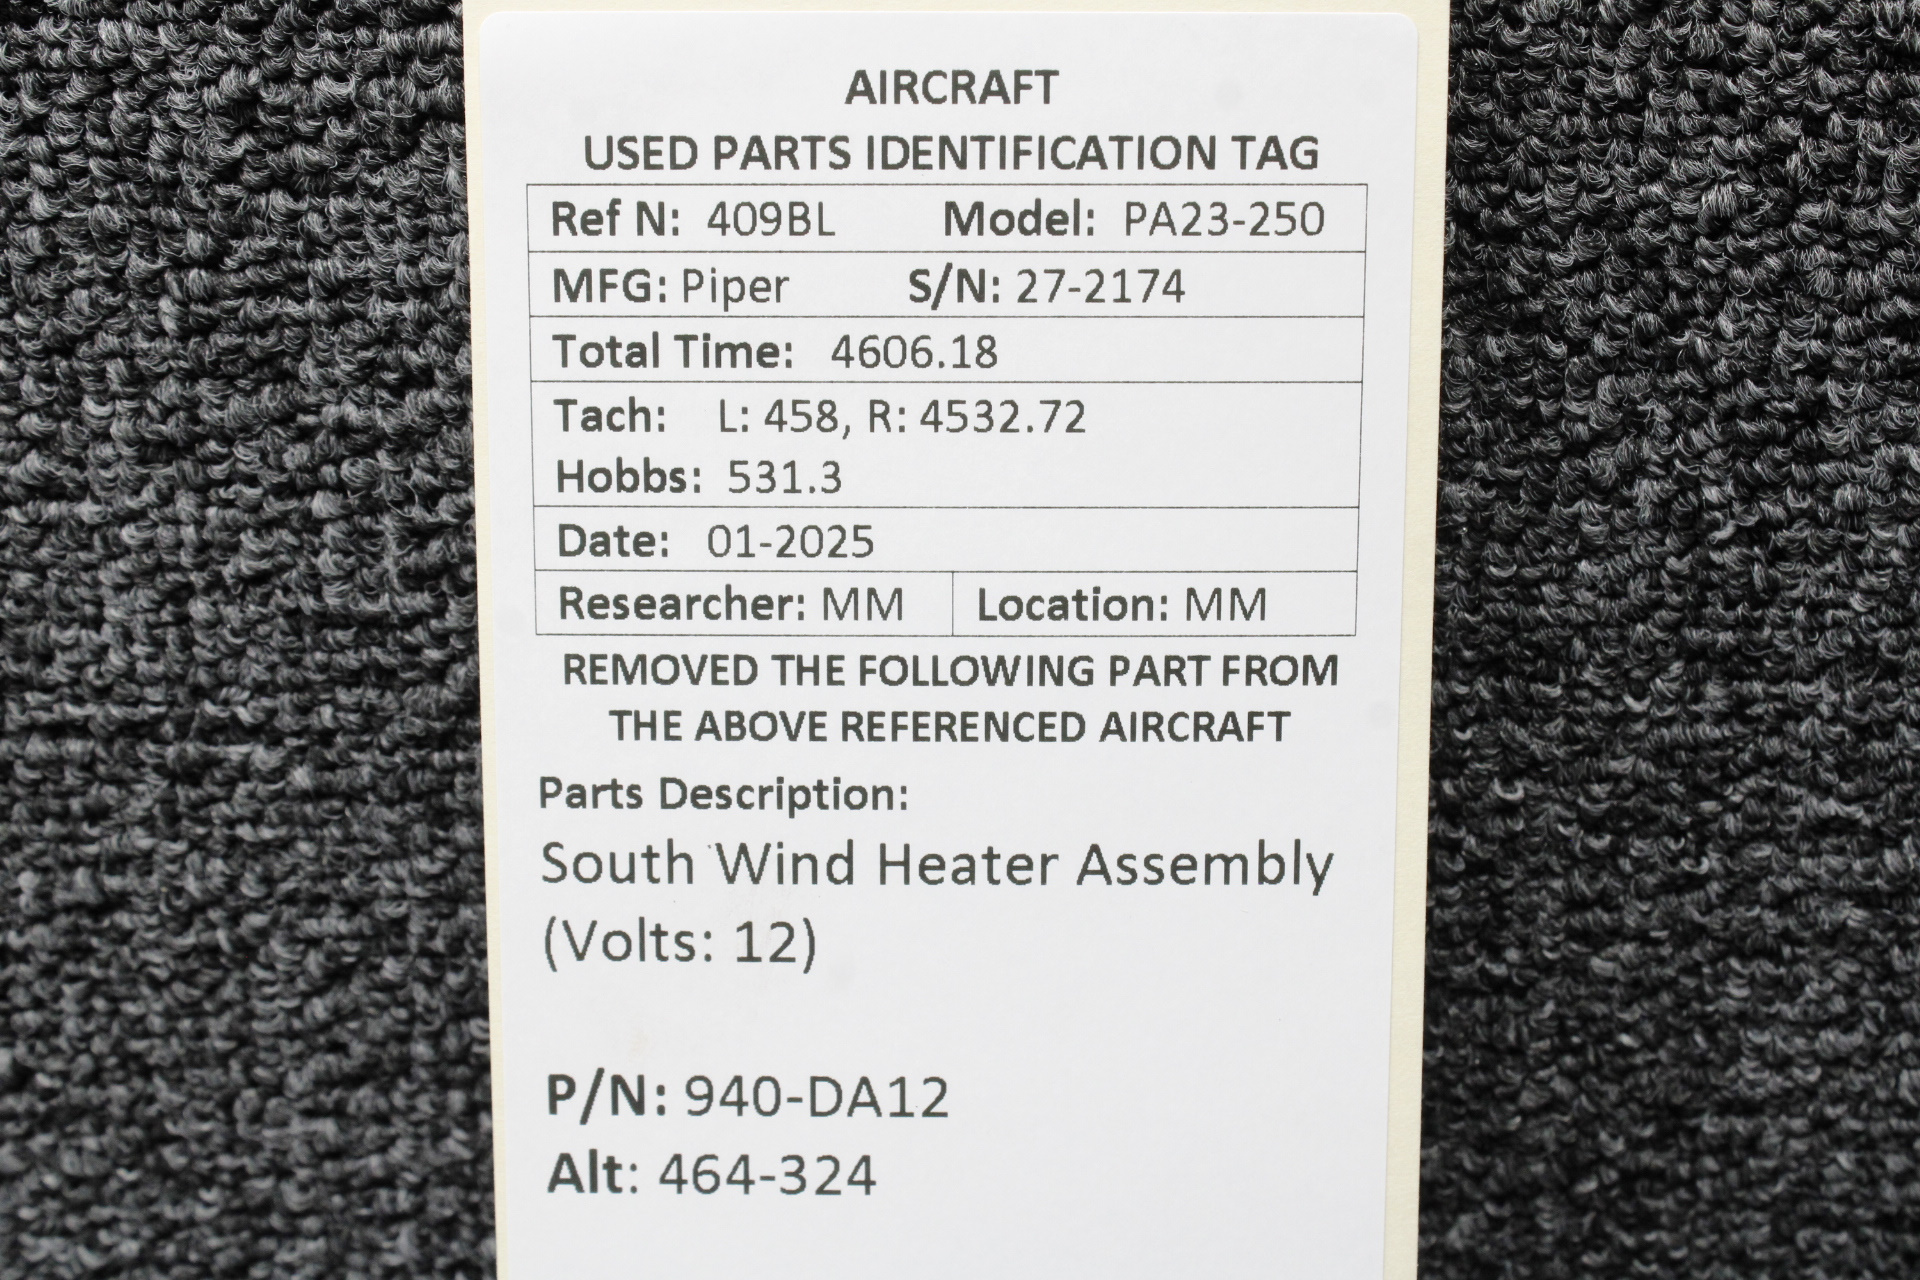 AIRCRAFT
USED PARTS IDENTIFICATION TAG
Ref N: 409BL Model: PA23-250
MFG: Piper S/N: 27-2174
Total Time: 4606.18
Tach: L: 458, R: 4532.72
Hobbs: 531.3
Date: 01-2025
Researcher: MM Location: MM
REMOVED THE FOLLOWING PART FROM
THE ABOVE REFERENCED AIRCRAFT
Parts Description:
South Wind Heater Assembly
(Volts: 12)
P/N: 940-DA12
Alt: 464-324